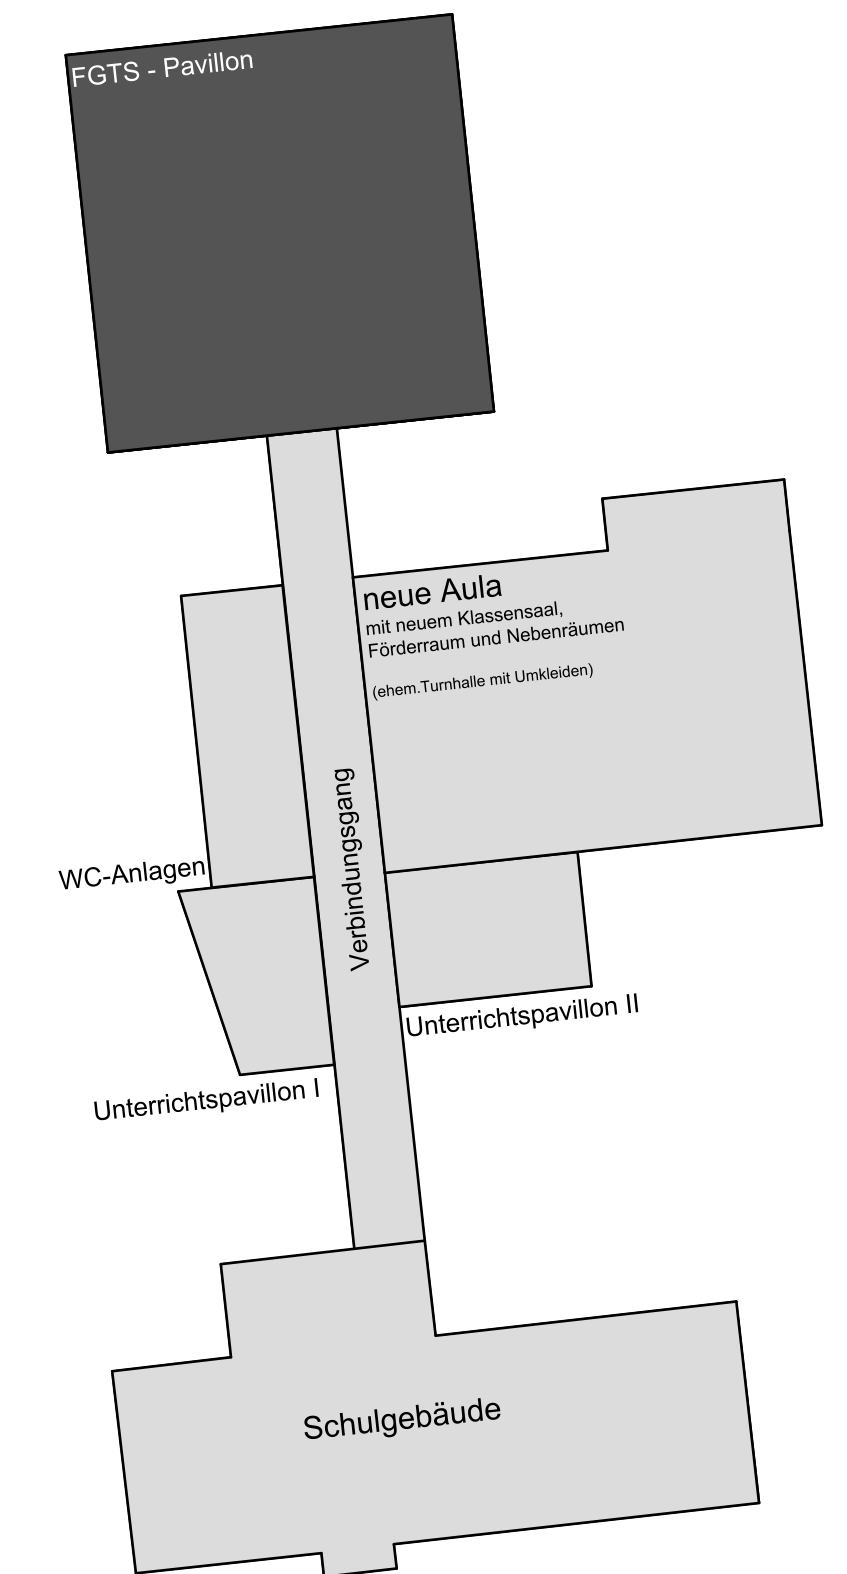 FGTS - Pavillon
neue Aula
mit neuem Klassensaal,
Förderraum und Nebenräumen
(ehem.Turnhalle mit Umkleiden)
Verbindungsgang
WC-Anlagen
Unterrichtspavillon II
Unterrichtspavillon I
Schulgebäude